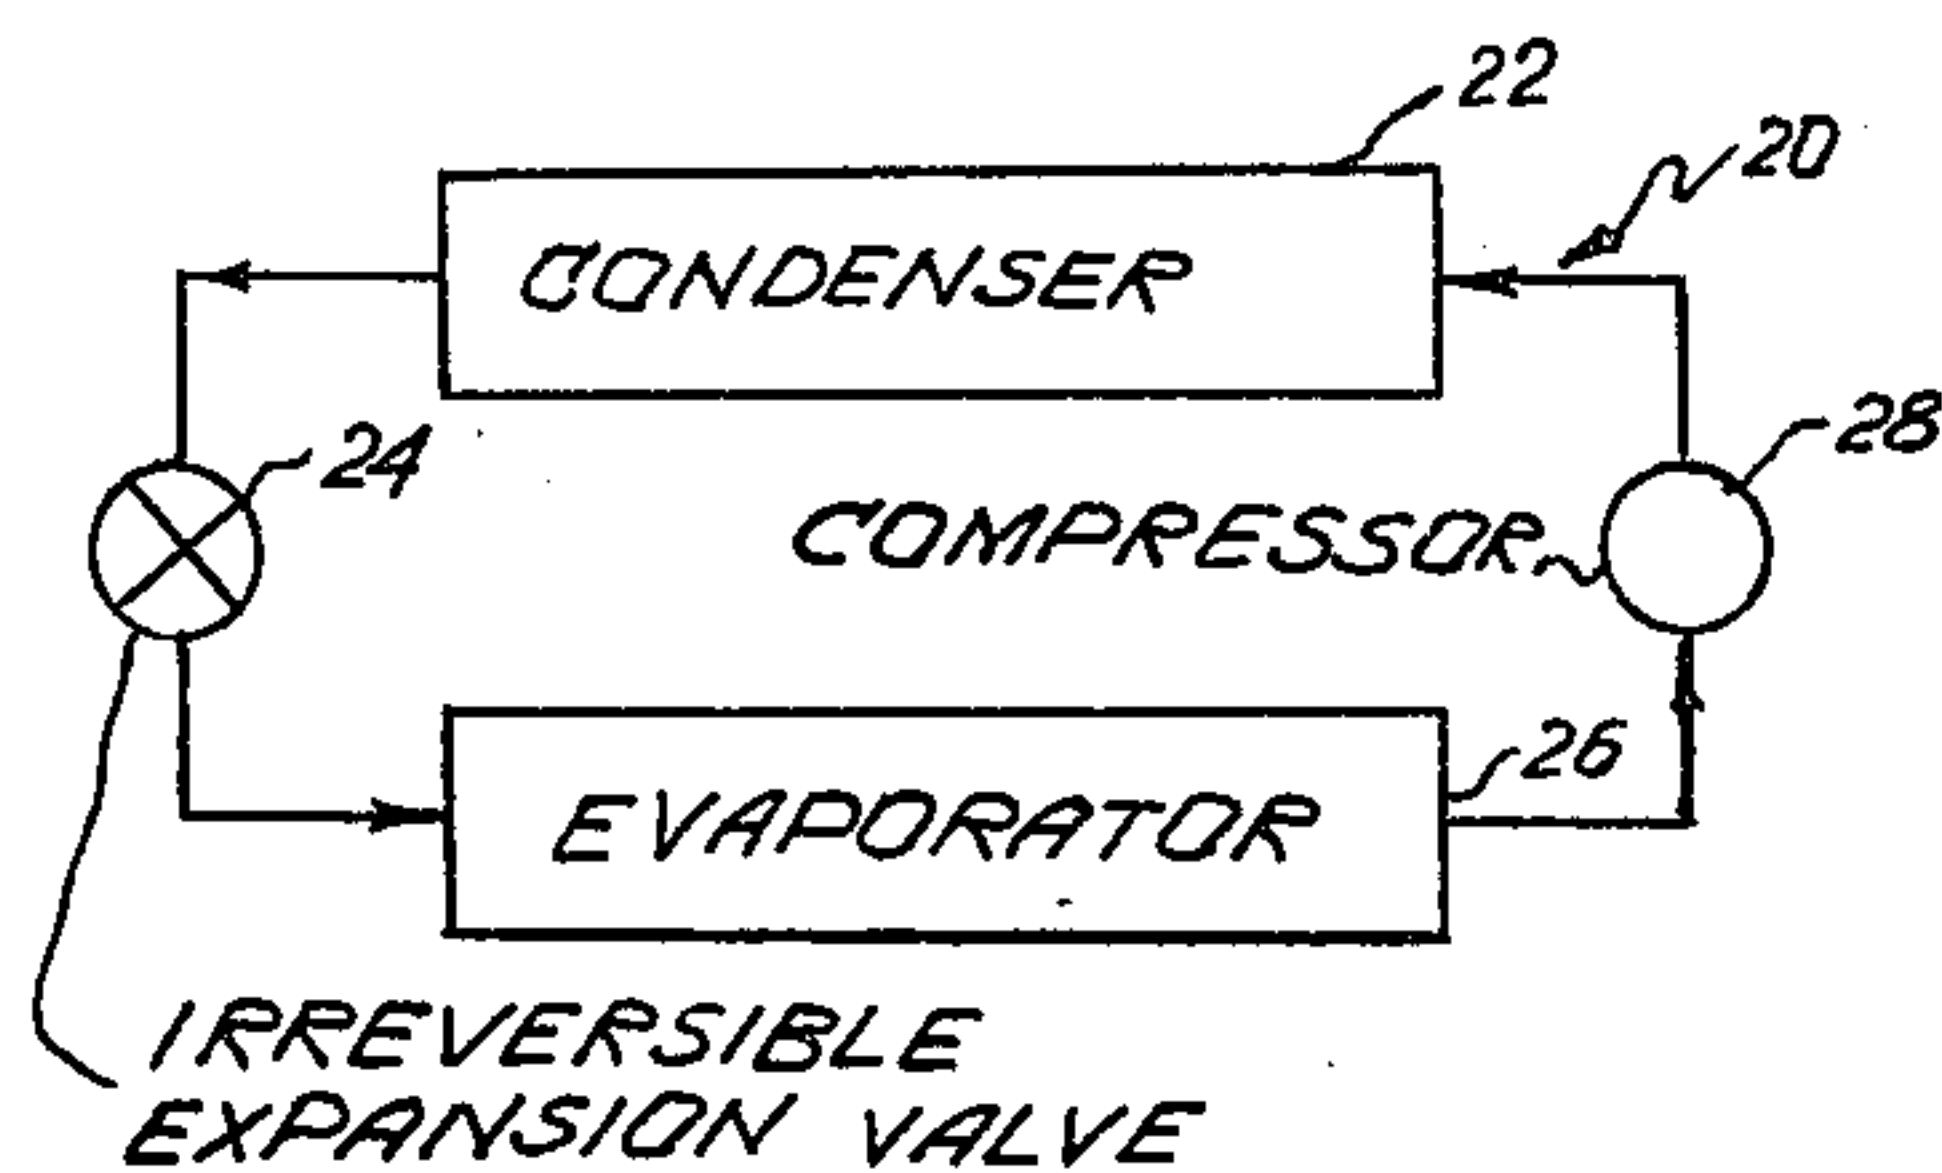 22
20
CONDENSER
24
28
COMPRESSOR
26
EVAPORATOR
IRREVERSIBLE
EXPANSION VALVE